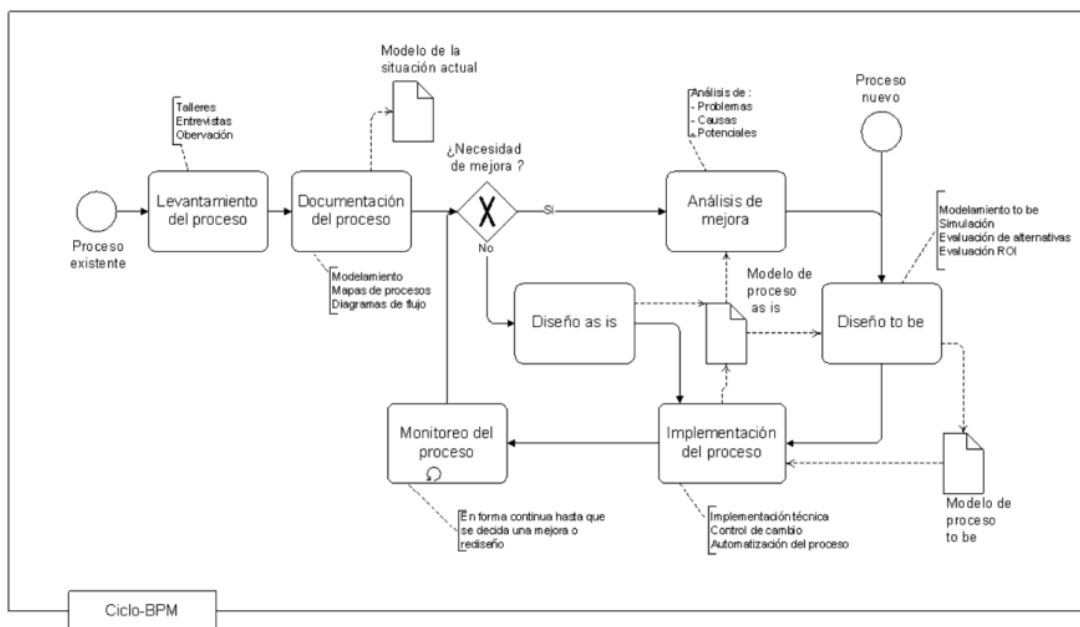 Modelo de la
situación actual
Talleres
Entrevistas
Obervación
Análisis de :
- Problemas
- Causas
- Potenciales
Proceso
nuevo
¿Necesidad
de mejora ?
Levantamiento
del proceso
Documentación
del proceso
X
Si
Análisis de
mejora
Proceso
existente
No
Modelamiento
Mapas de procesos
Diagramas de flujo
Modelamiento to be
Simulación
Evaluación de alternativas
Evaluación ROI
Modelo de
proceso
as is
Diseño as is
Diseño to be
Monitoreo del
proceso
Implementación
del proceso
Modelo de
proceso
to be
En forma continua hasta que
se decida una mejora o
rediseño
Implementación técnica
Control de cambio
Automatización del proceso
Ciclo-BPM